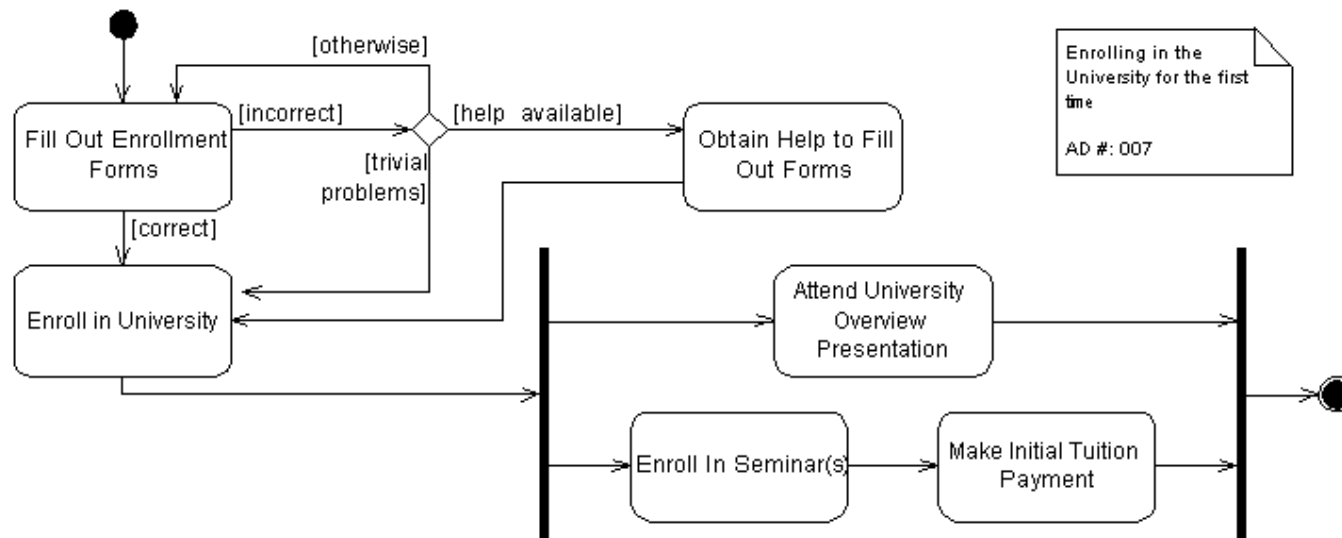 [otherwise]
Enrolling in the
University for the first
time
AD #: 007
Fill Out Enrollment
Forms
[incorrect]
[help available]
[trivial
problems]
Obtain Help to Fill
Out Forms
[correct]
Enroll in University
Attend University
Overview
Presentation
Enroll In Seminar(s)
Make Initial Tuition
Payment